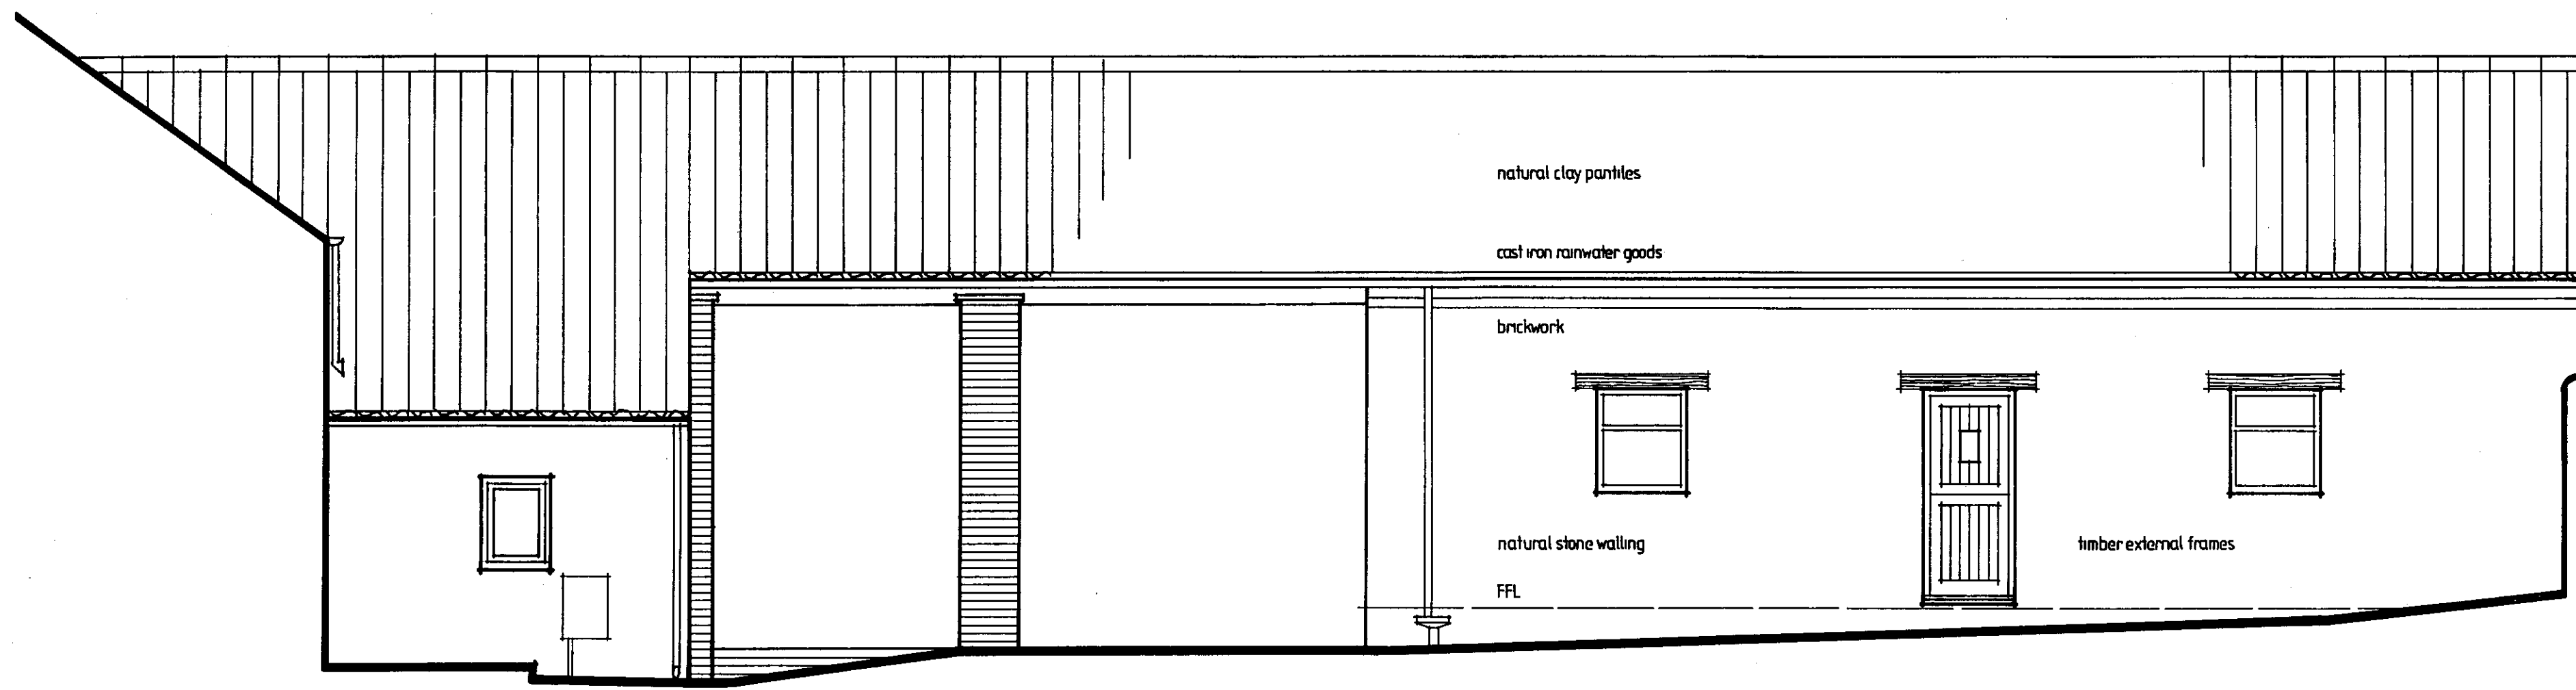 natural clay pantiles
cast iron rainwater goods
brickwork
natural stone walling
timber external frames
FFL